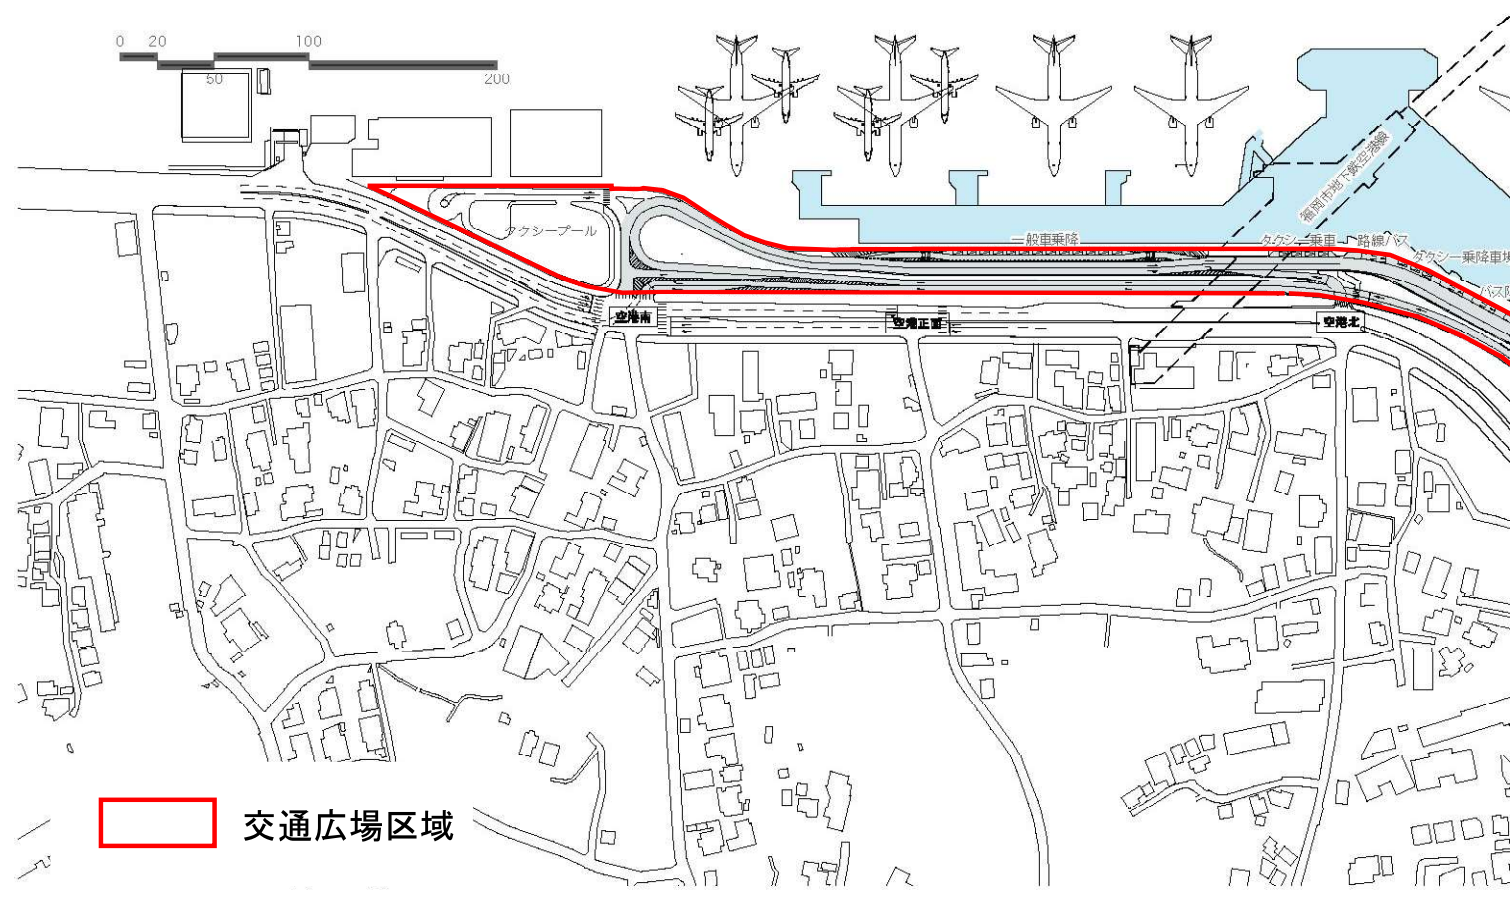 0 20 100
50 200
福岡市地下鉄空港線
タクシープール
一般車乗降
タクシー乗車
路線バス
タクシー乗降車場
空港南
空港正面
空港北
交通広場区域